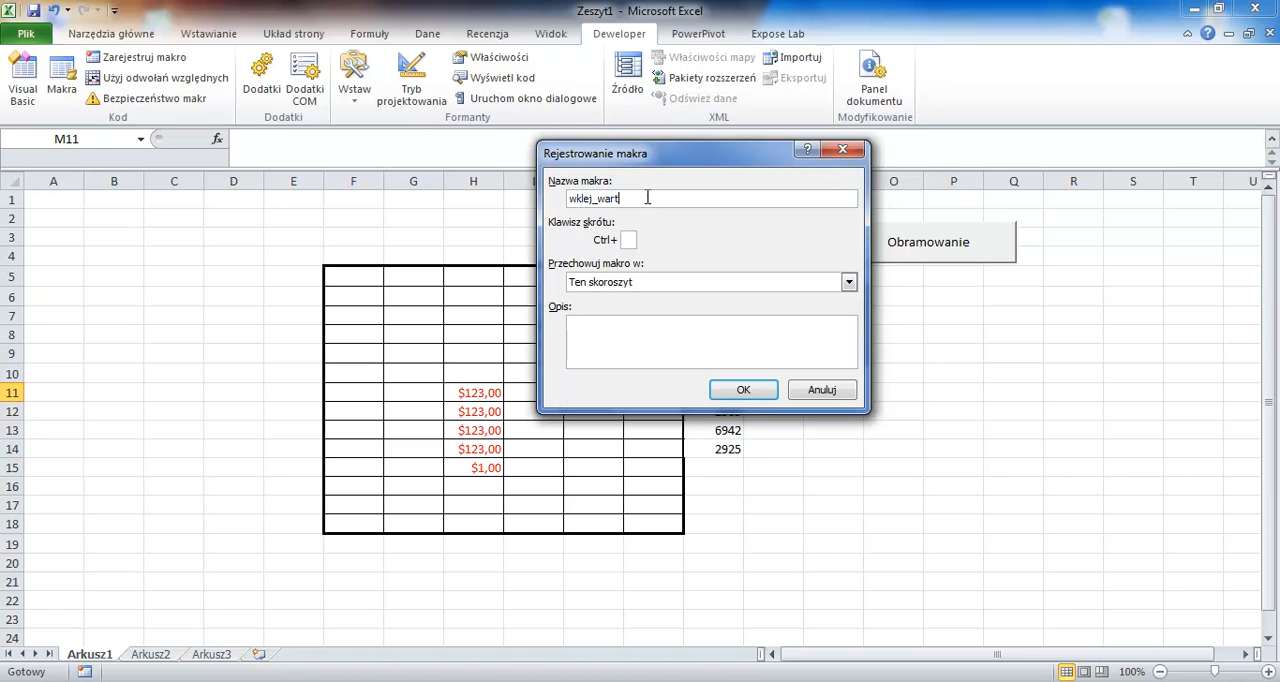 Zeszyt1 - Microsoft Excel
Plik Narzędzia główne Wstawianie Układ strony Formuły Dane Recenzja Widok Developer PowerPivot Expose Lab
Visual Basic
Makra
Zarejestruj makro
Użyj odwołań względnych
Bezpieczeństwo makr
Kod
Dodatki
Dodatki COM
Dodatki
Wstaw
Tryb projektowania
Właściwości
Wyświetl kod
Uruchom okno dialogowe
Formanty
Źródło
Właściwości mapy
Pakiety rozszerzeń
Odśwież dane
Importuj
Eksportuj
XML
Panel dokumentu
Modyfikowanie
M11 fx
A B C D E F G H O P Q R S T U
Rejestrowanie makra
Nazwa makra:
wklej_wart
Klawisz skrótu:
Ctrl+
Przechowuj makro w:
Ten skoroszyt
Opis:
OK Anuluj
Obramowanie
1
2
3
4
5
6
7
8
9
10
11 $123,00
12 $123,00
13 $123,00 6942
14 $123,00 2925
15 $1,00
16
17
18
19
20
21
22
23
24
Arkusz1 Arkusz2 Arkusz3
Gotowy 100%